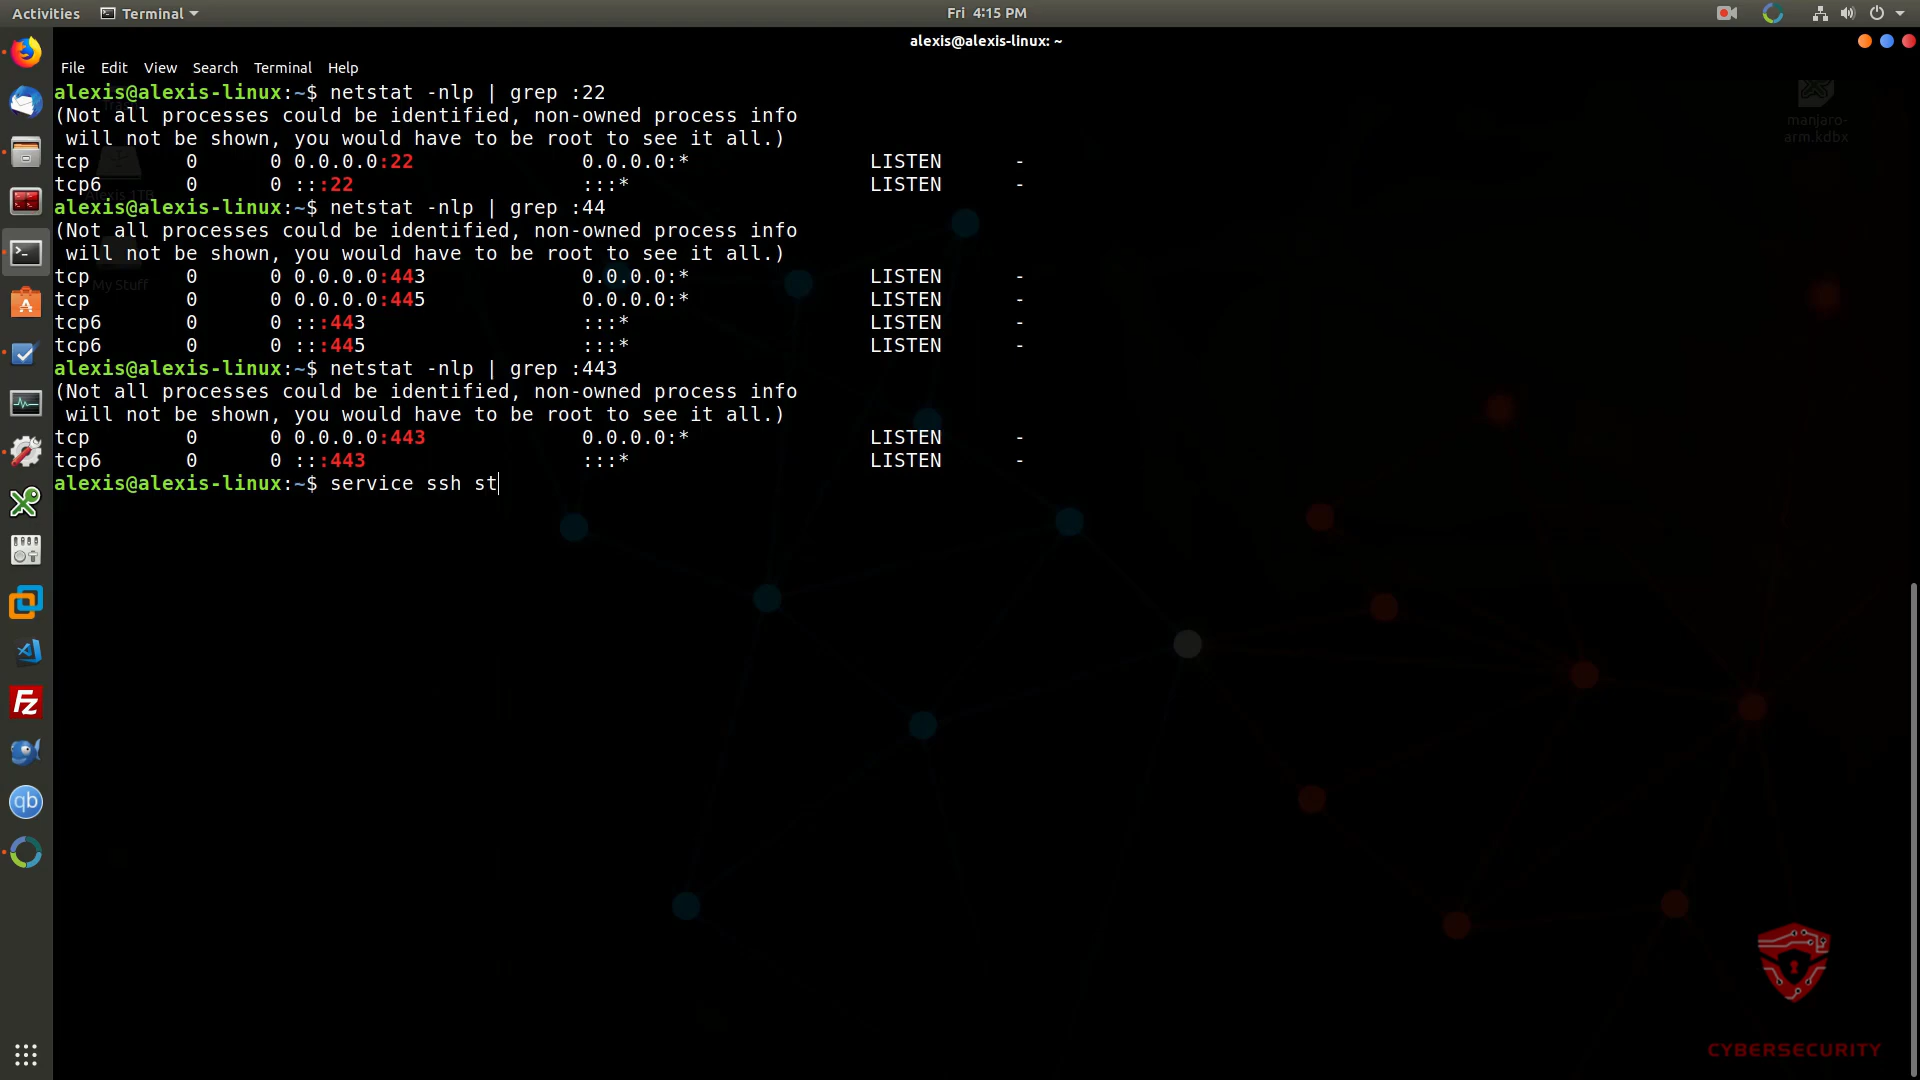 Activities Terminal Fri 4:15 PM
alexis@alexis-linux: ~
File Edit View Search Terminal Help
alexis@alexis-linux:~$ netstat -nlp | grep :22
(Not all processes could be identified, non-owned process info
 will not be shown, you would have to be root to see it all.)
tcp        0      0 0.0.0.0:22              0.0.0.0:*               LISTEN      -
tcp6       0      0 :::22                   :::*                    LISTEN      -
alexis@alexis-linux:~$ netstat -nlp | grep :44
(Not all processes could be identified, non-owned process info
 will not be shown, you would have to be root to see it all.)
tcp        0      0 0.0.0.0:443             0.0.0.0:*               LISTEN      -
tcp        0      0 0.0.0.0:445             0.0.0.0:*               LISTEN      -
tcp6       0      0 :::443                  :::*                    LISTEN      -
tcp6       0      0 :::445                  :::*                    LISTEN      -
alexis@alexis-linux:~$ netstat -nlp | grep :443
(Not all processes could be identified, non-owned process info
 will not be shown, you would have to be root to see it all.)
tcp        0      0 0.0.0.0:443             0.0.0.0:*               LISTEN      -
tcp6       0      0 :::443                  :::*                    LISTEN      -
alexis@alexis-linux:~$ service ssh st
manjaro-
arm.kdbx
Alexis 1TB
My Stuff
Fz
qb
CYBERSECURITY